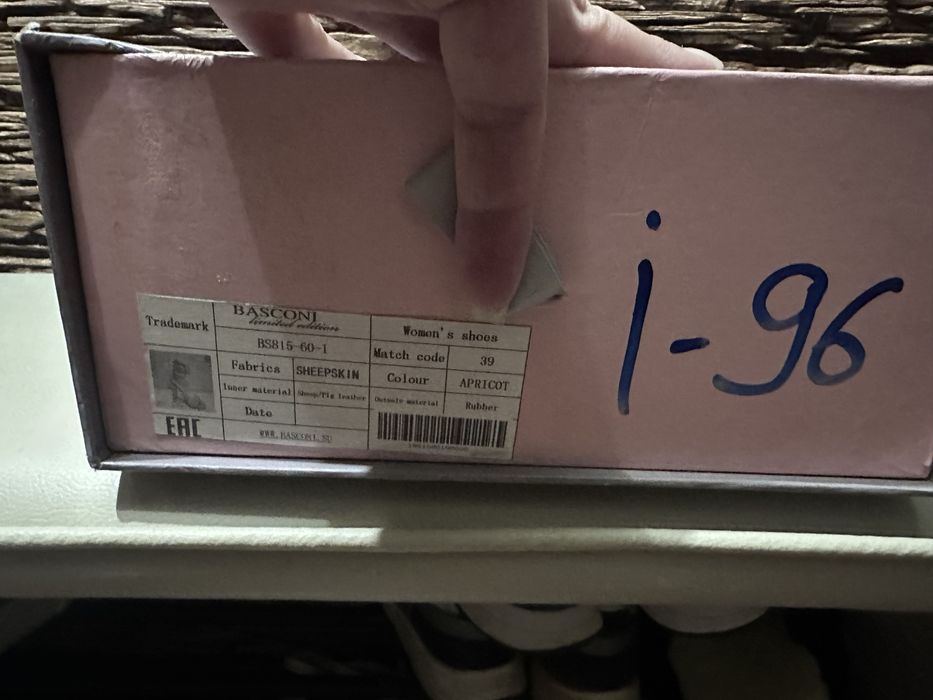 Trademark
BASCONI
limited edition
BS815-60-1
Fabrics SHEEPSKIN
Inner material Sheep/Pig leather
Date
WWW.BASCONI.SU
EAC
Women's shoes
Match code 39
Colour APRICOT
Outsole material Rubber
i-96